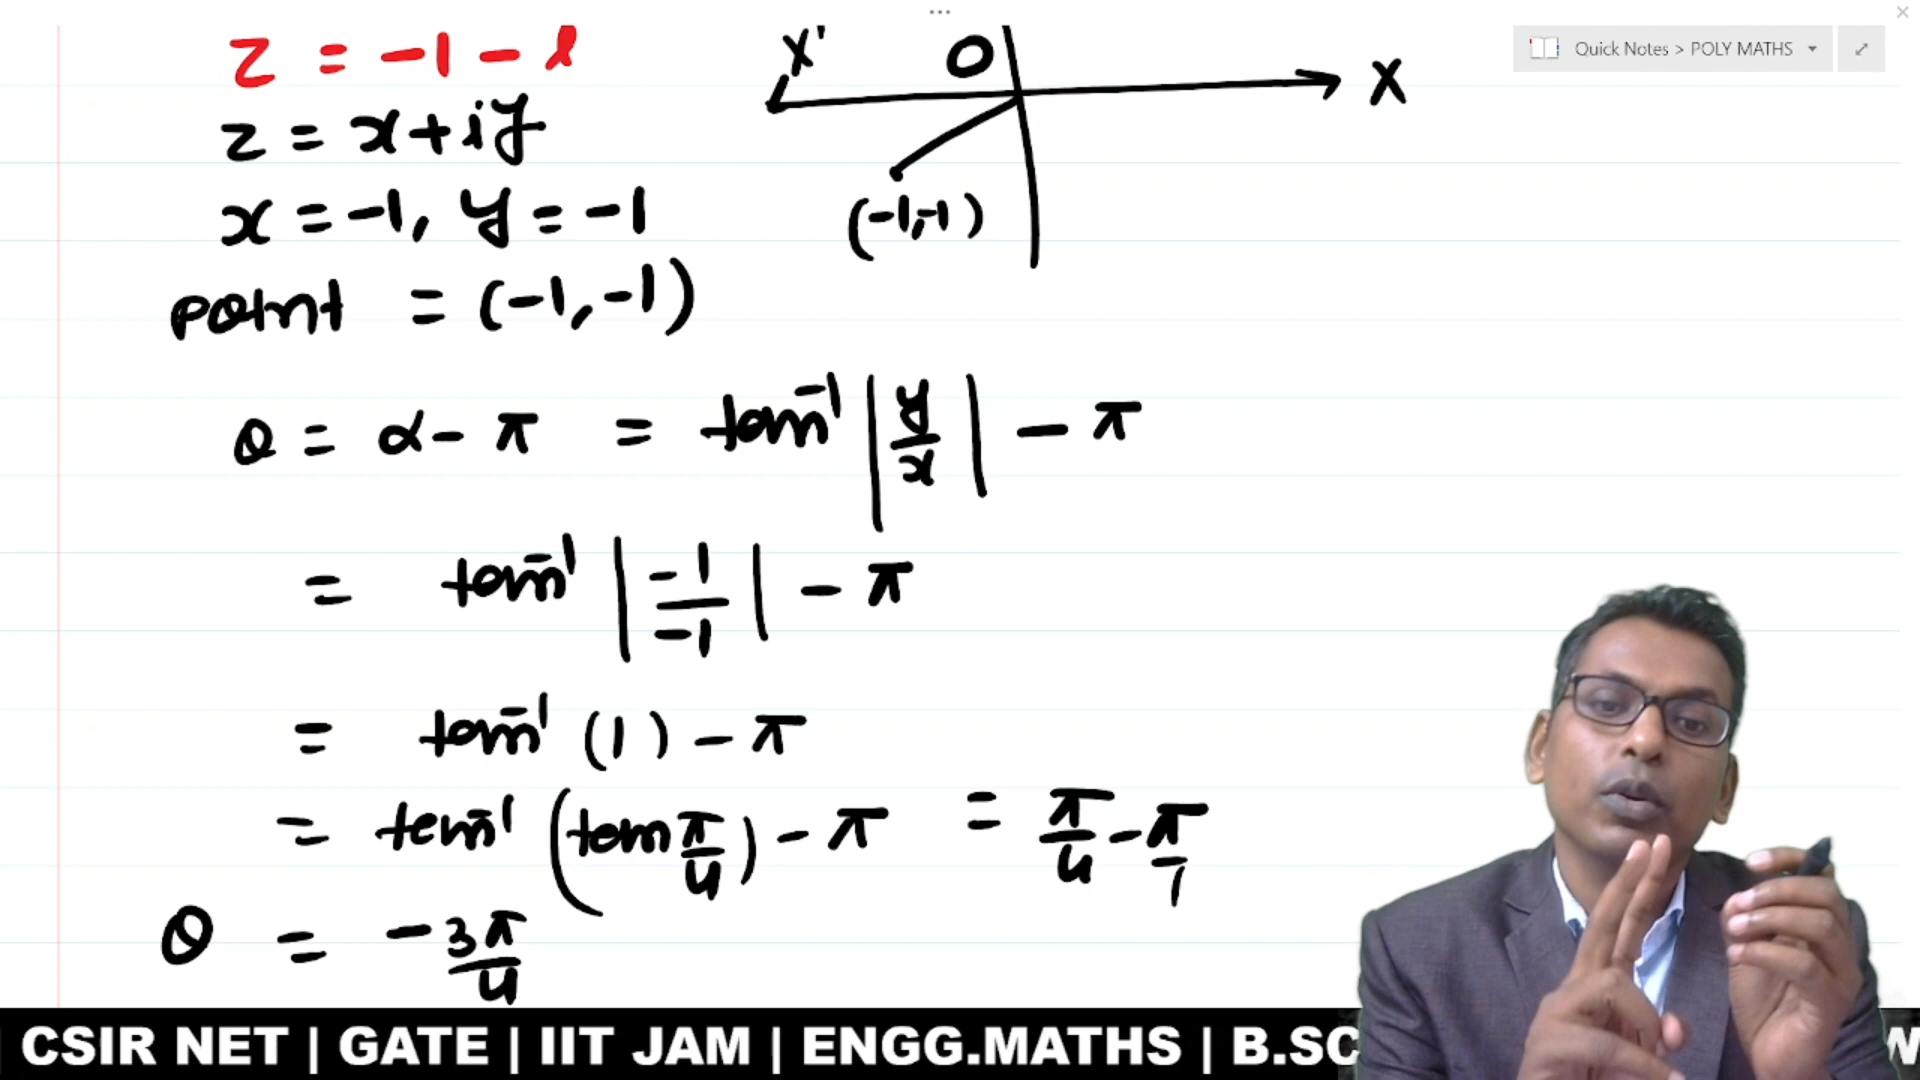 Quick Notes > POLY MATHS
z = -1 - i
z = x+iy
x = -1, y = -1
point = (-1, -1)
X' O X
(-1,-1)
θ = α - π = tan⁻¹ |y/x| - π
= tan⁻¹ |-1/-1| - π
= tan⁻¹ (1) - π
= tan⁻¹ (tan π/4) - π = π/4 - π/1
θ = -3π/4
CSIR NET | GATE | IIT JAM | ENGG.MATHS | B.SC